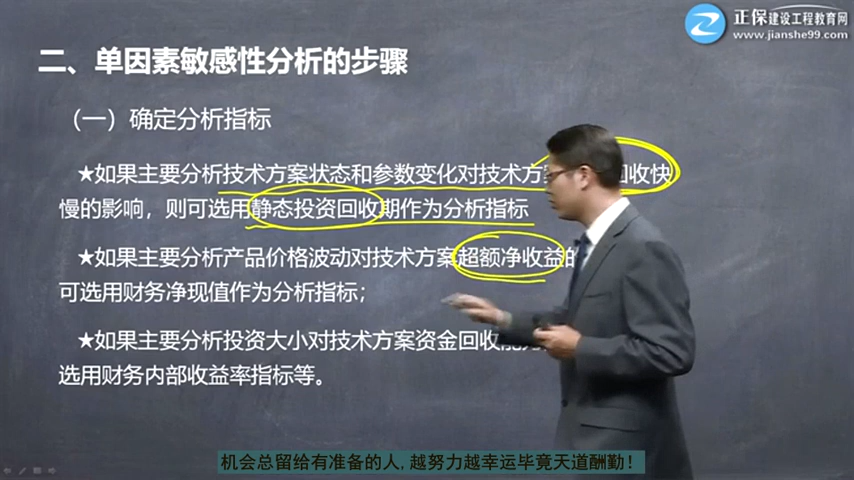 正保建设工程教育网
www.jianshe99.com
二、单因素敏感性分析的步骤
（一）确定分析指标
★如果主要分析技术方案状态和参数变化对技术方 回收快
慢的影响，则可选用静态投资回收期作为分析指标
★如果主要分析产品价格波动对技术方案超额净收益的
可选用财务净现值作为分析指标；
★如果主要分析投资大小对技术方案资金回收能
选用财务内部收益率指标等。
机会总留给有准备的人,越努力越幸运毕竟天道酬勤！